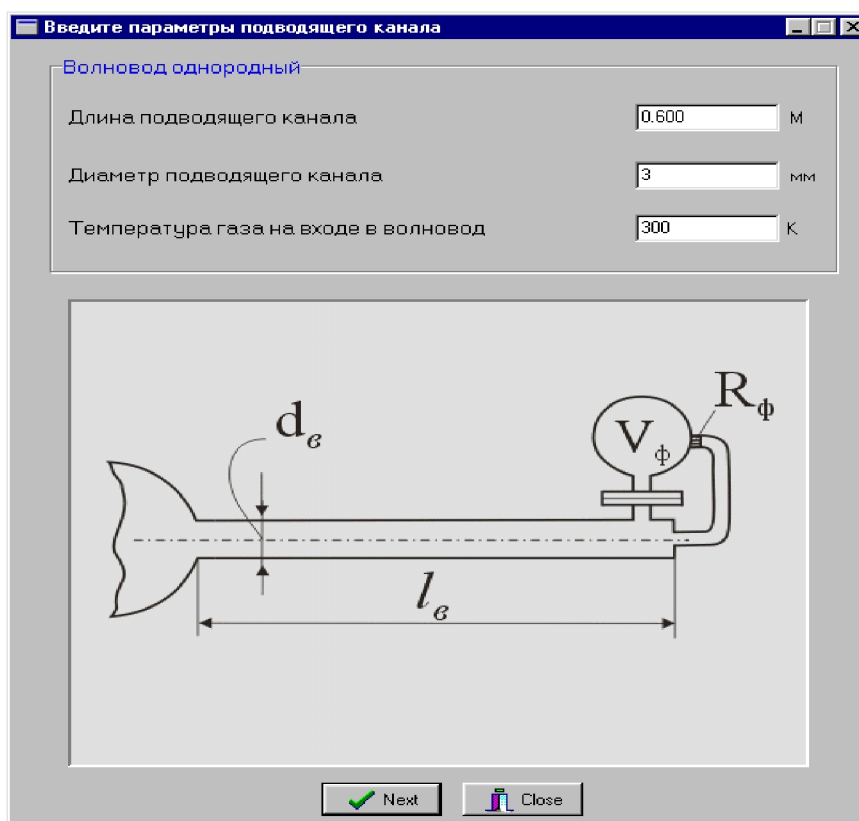 Введите параметры подводящего канала
Волновод однородный
Длина подводящего канала 0.600 М
Диаметр подводящего канала 3 мм
Температура газа на входе в волновод 300 К
Rф
dв
Vф
lв
Next Close